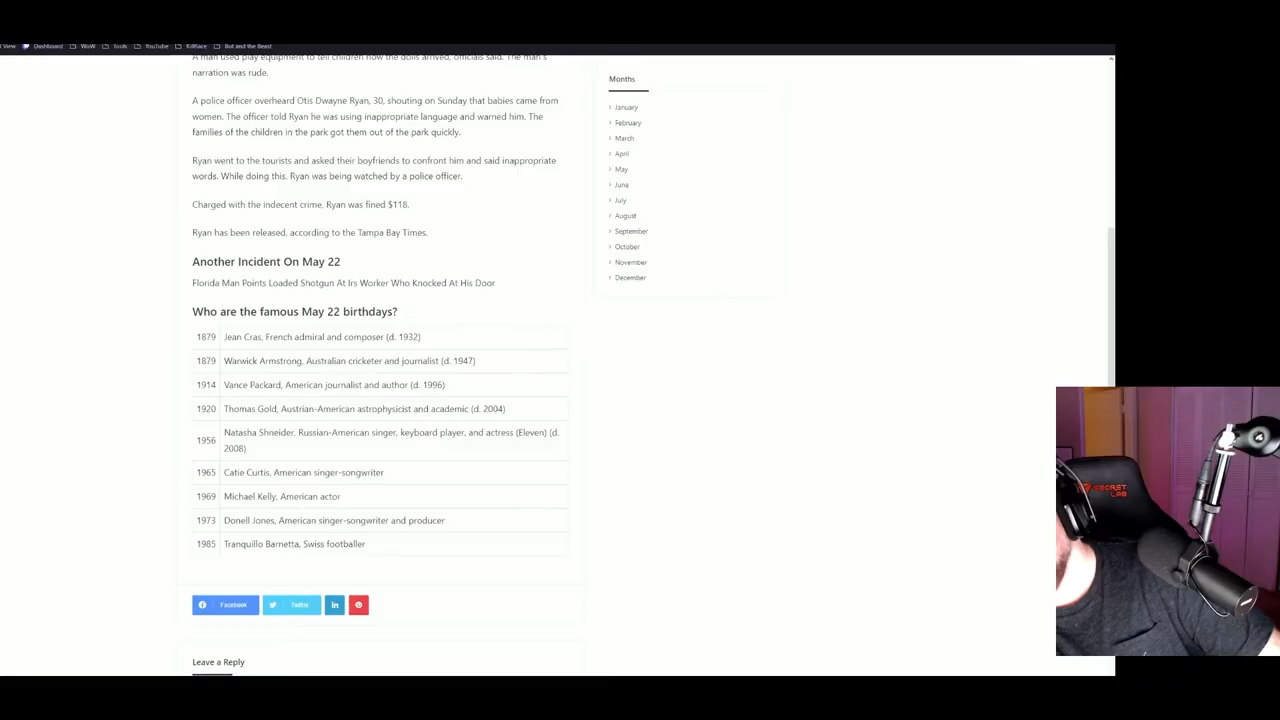 View Dashboard WoW Tools YouTube Killface Bot and the Beast
A man used play equipment to tell children how the dolls arrived, officials said. The man's
narration was rude.
A police officer overheard Otis Dwayne Ryan, 30, shouting on Sunday that babies came from
women. The officer told Ryan he was using inappropriate language and warned him. The
families of the children in the park got them out of the park quickly.
Ryan went to the tourists and asked their boyfriends to confront him and said inappropriate
words. While doing this, Ryan was being watched by a police officer.
Charged with the indecent crime, Ryan was fined $118.
Ryan has been released, according to the Tampa Bay Times.
Another Incident On May 22
Florida Man Points Loaded Shotgun At Irs Worker Who Knocked At His Door
Who are the famous May 22 birthdays?
1879 Jean Cras, French admiral and composer (d. 1932)
1879 Warwick Armstrong, Australian cricketer and journalist (d. 1947)
1914 Vance Packard, American journalist and author (d. 1996)
1920 Thomas Gold, Austrian-American astrophysicist and academic (d. 2004)
1956 Natasha Shneider, Russian-American singer, keyboard player, and actress (Eleven) (d.
2008)
1965 Catie Curtis, American singer-songwriter
1969 Michael Kelly, American actor
1973 Donell Jones, American singer-songwriter and producer
1985 Tranquillo Barnetta, Swiss footballer
Facebook Twitter
Leave a Reply
Months
January
February
March
April
May
June
July
August
September
October
November
December
SECRET
LAB